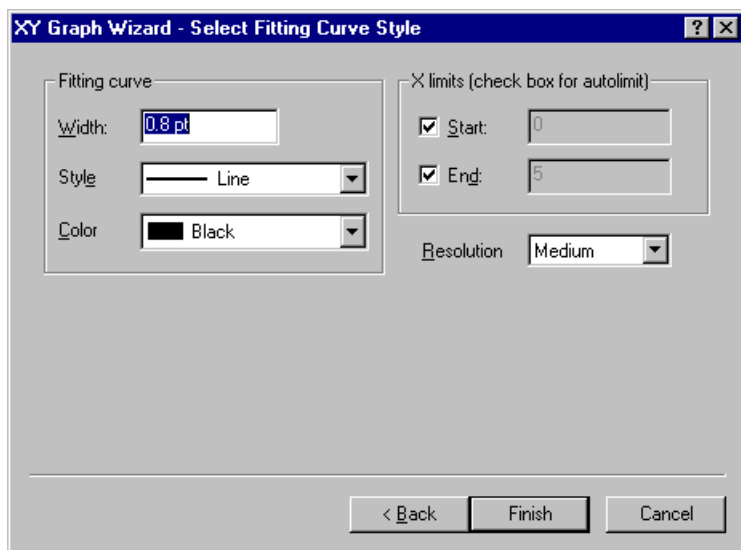 XY Graph Wizard - Select Fitting Curve Style
Fitting curve
Width: 0.8 pt
Style Line
Color Black
X limits (check box for autolimit)
Start: 0
End: 5
Resolution Medium
< Back Finish Cancel